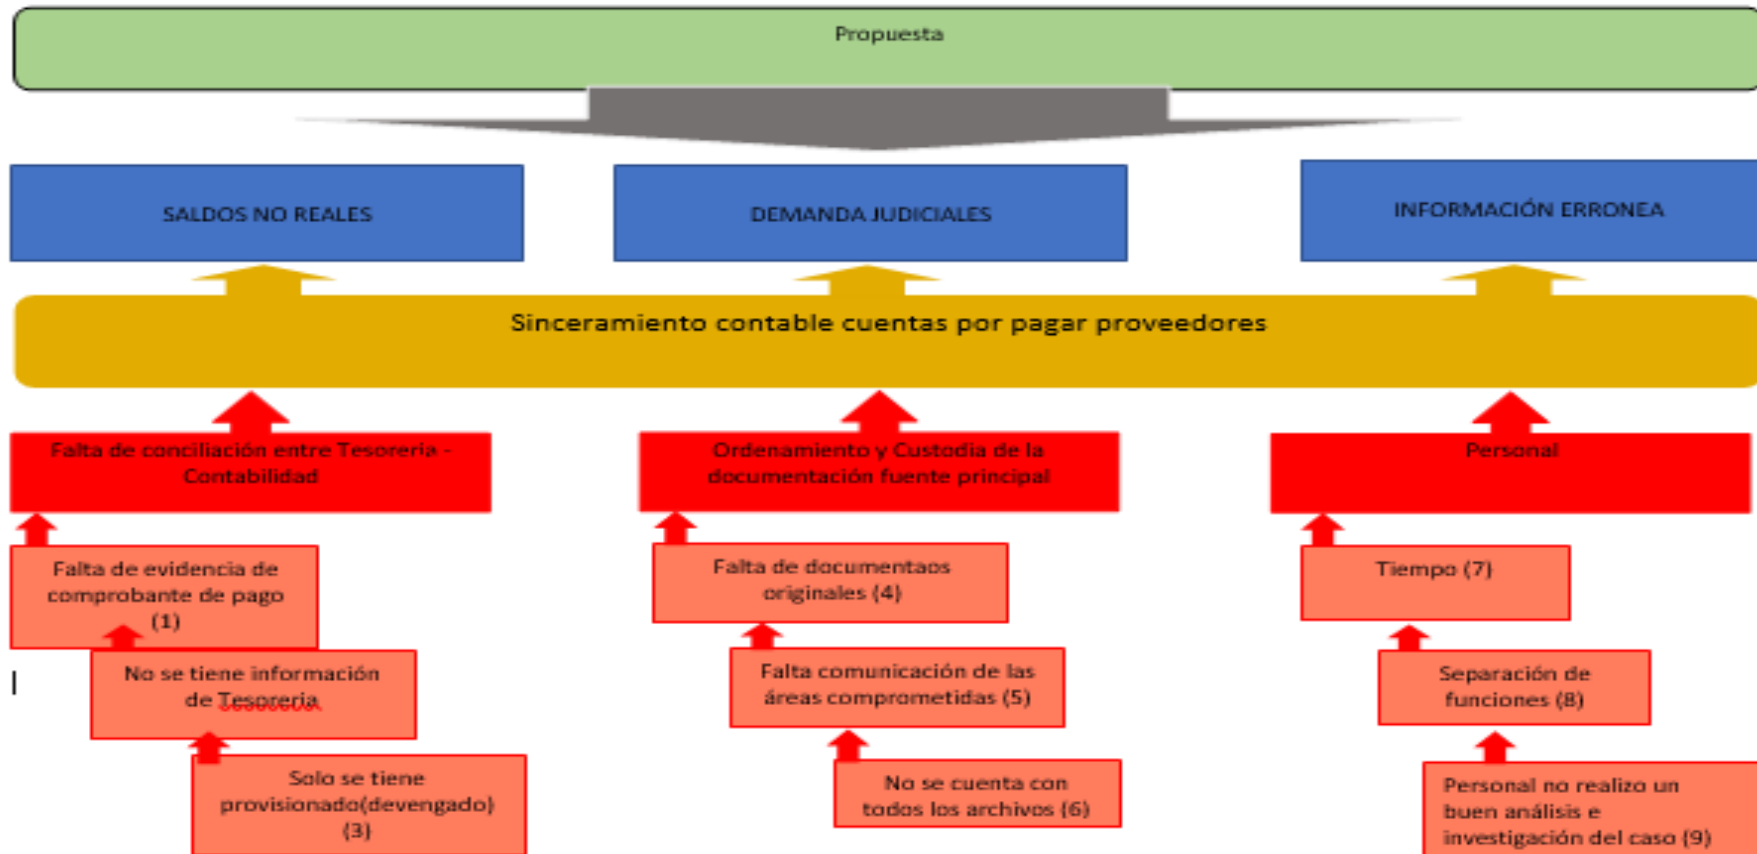 Propuesta
SALDOS NO REALES
DEMANDA JUDICIALES
INFORMACIÓN ERRONEA
Sinceramiento contable cuentas por pagar proveedores
Falta de conciliación entre Tesoreria -
Contabilidad
Ordenamiento y Custodia de la
documentación fuente principal
Personal
Falta de evidencia de
comprobante de pago
(1)
Falta de documentaos
originales (4)
Tiempo (7)
No se tiene información
de Tesoreria
Falta comunicación de las
áreas comprometidas (5)
Separación de
funciones (8)
Solo se tiene
provisionado(devengado)
(3)
No se cuenta con
todos los archivos (6)
Personal no realizo un
buen análisis e
investigación del caso (9)